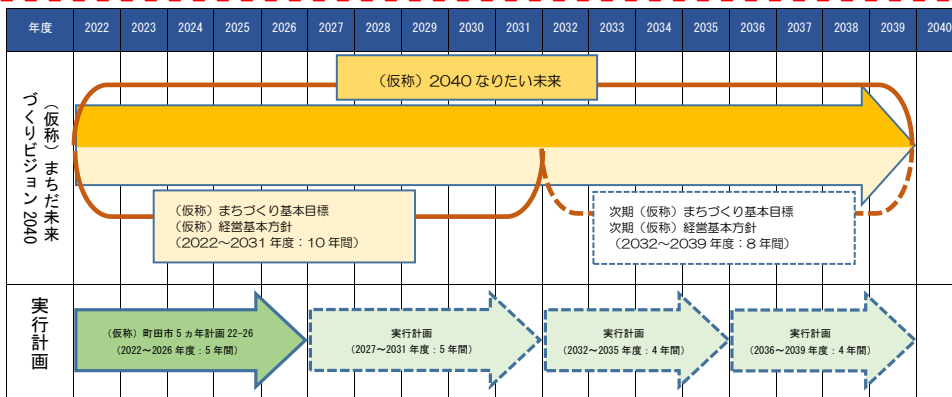 年度 2022 2023 2024 2025 2026 2027 2028 2029 2030 2031 2032 2033 2034 2035 2036 2037 2038 2039 2040
(仮称)まちだ未来
づくりビジョン2040
(仮称)2040なりたい未来
(仮称)まちづくり基本目標
(仮称)経営基本方針
(2022~2031年度:10年間)
次期(仮称)まちづくり基本目標
次期(仮称)経営基本方針
(2032~2039年度:8年間)
実行計画
(仮称)町田市5ヵ年計画22-26
(2022~2026年度:5年間)
実行計画
(2027~2031年度:5年間)
実行計画
(2032~2035年度:4年間)
実行計画
(2036~2039年度:4年間)